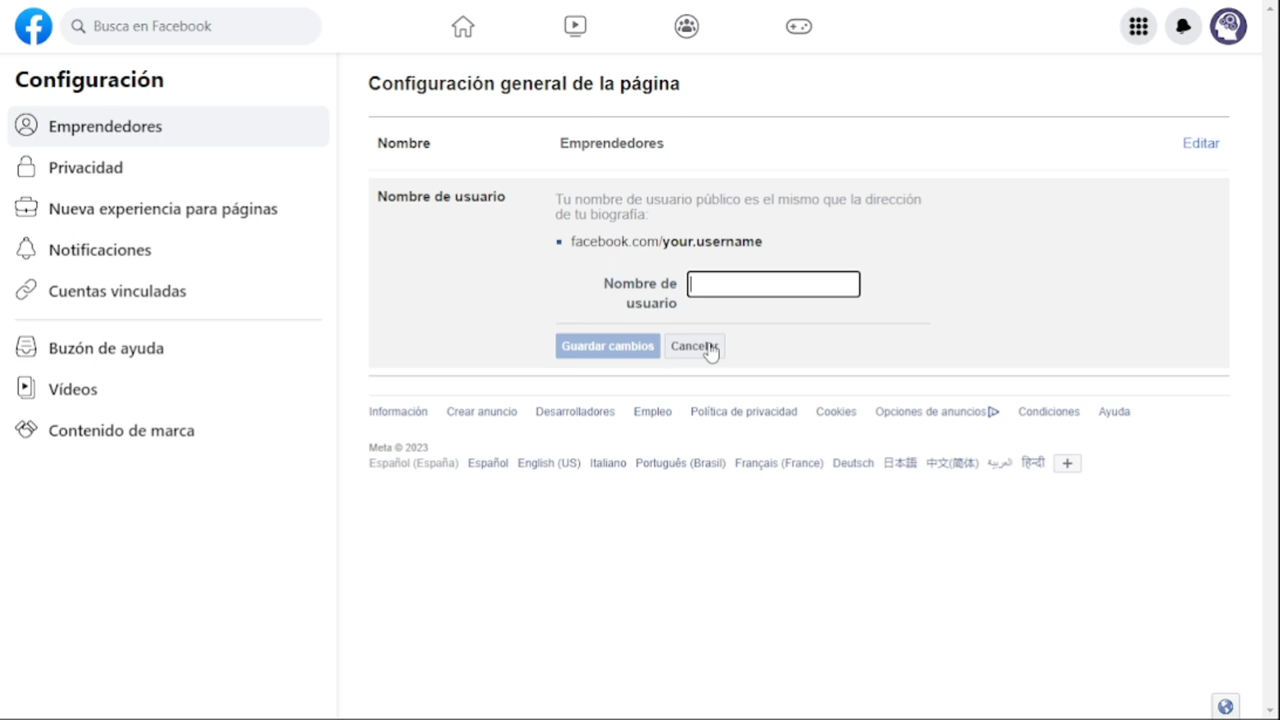 Busca en Facebook
Configuración
Emprendedores
Privacidad
Nueva experiencia para páginas
Notificaciones
Cuentas vinculadas
Buzón de ayuda
Vídeos
Contenido de marca
Configuración general de la página
Nombre Emprendedores Editar
Nombre de usuario
Tu nombre de usuario público es el mismo que la dirección
de tu biografía:
facebook.com/your.username
Nombre de
usuario
Guardar cambios
Información Crear anuncio Desarrolladores Empleo Política de privacidad Cookies Opciones de anuncios Condiciones Ayuda
Meta © 2023
Español (España) Español English (US) Italiano Português (Brasil) Français (France) Deutsch 日本語 中文(简体) العربية हिन्दी +